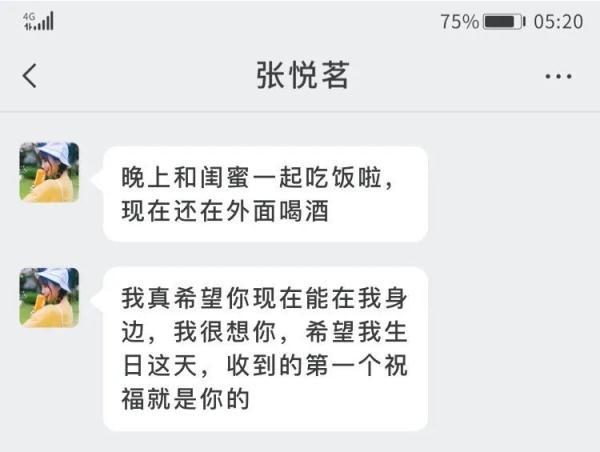 4G
75% 05:20
张悦茗
晚上和闺蜜一起吃饭啦，
现在还在外面喝酒
我真希望你现在能在我身
边，我很想你，希望我生
日这天，收到的第一个祝
福就是你的